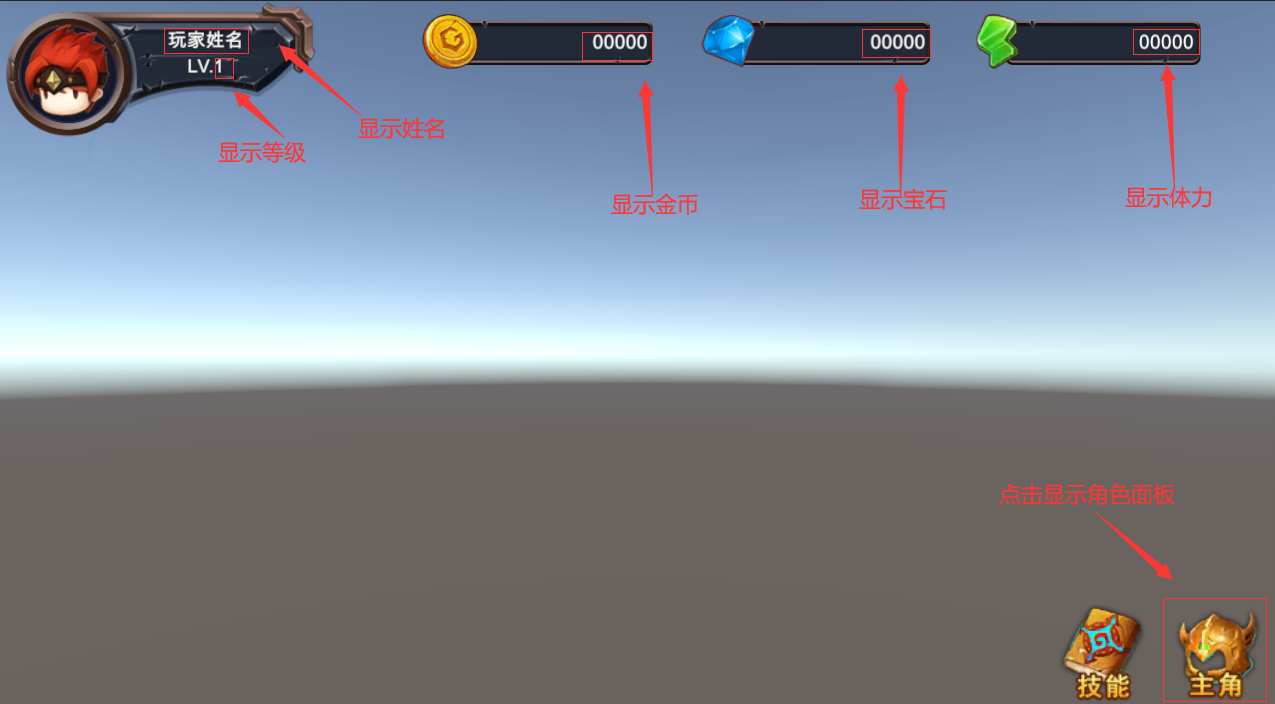 玩家姓名
LV.1
00000
00000
00000
显示姓名
显示等级
显示金币
显示宝石
显示体力
点击显示角色面板
技能
主角